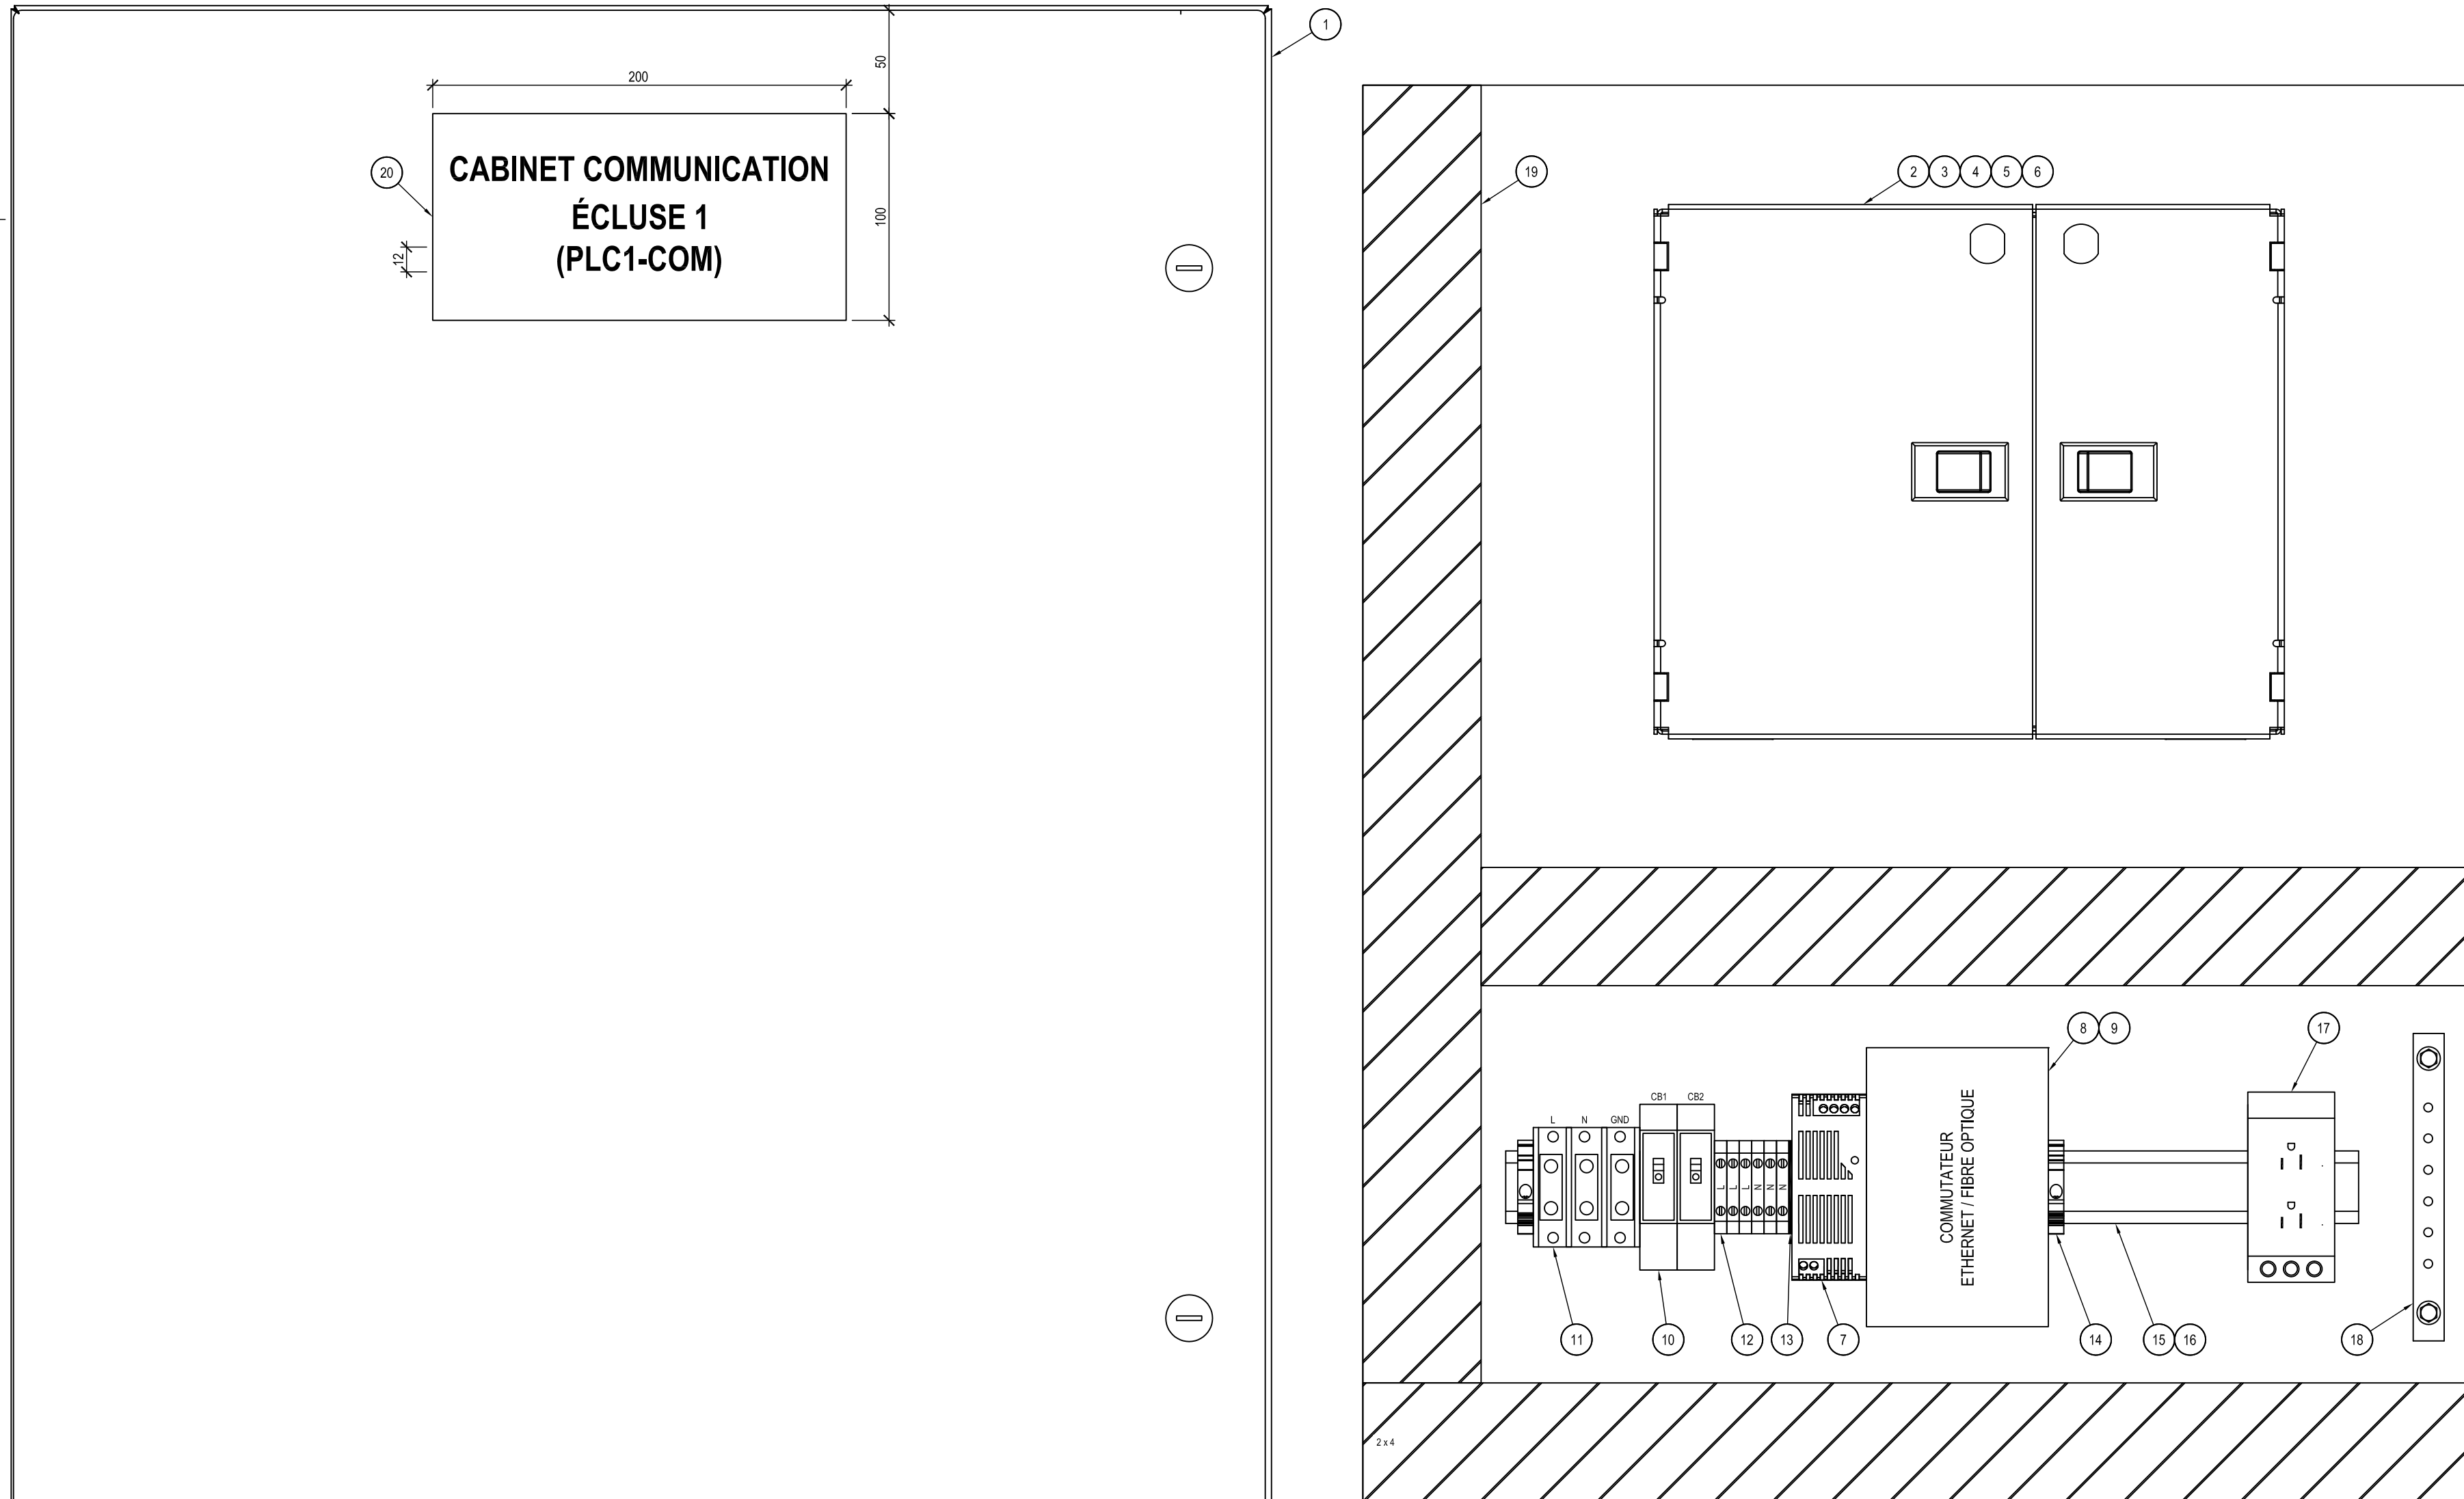 1
50
200
CABINET COMMUNICATION
ÉCLUSE 1
(PLC1-COM)
20
100
12
19
2 3 4 5 6
8 9
17
CB1 CB2
L N GND
L L L N N N
COMMUTATEUR
ETHERNET / FIBRE OPTIQUE
11 10 12 13 7 14 15 16 18
2 x 4